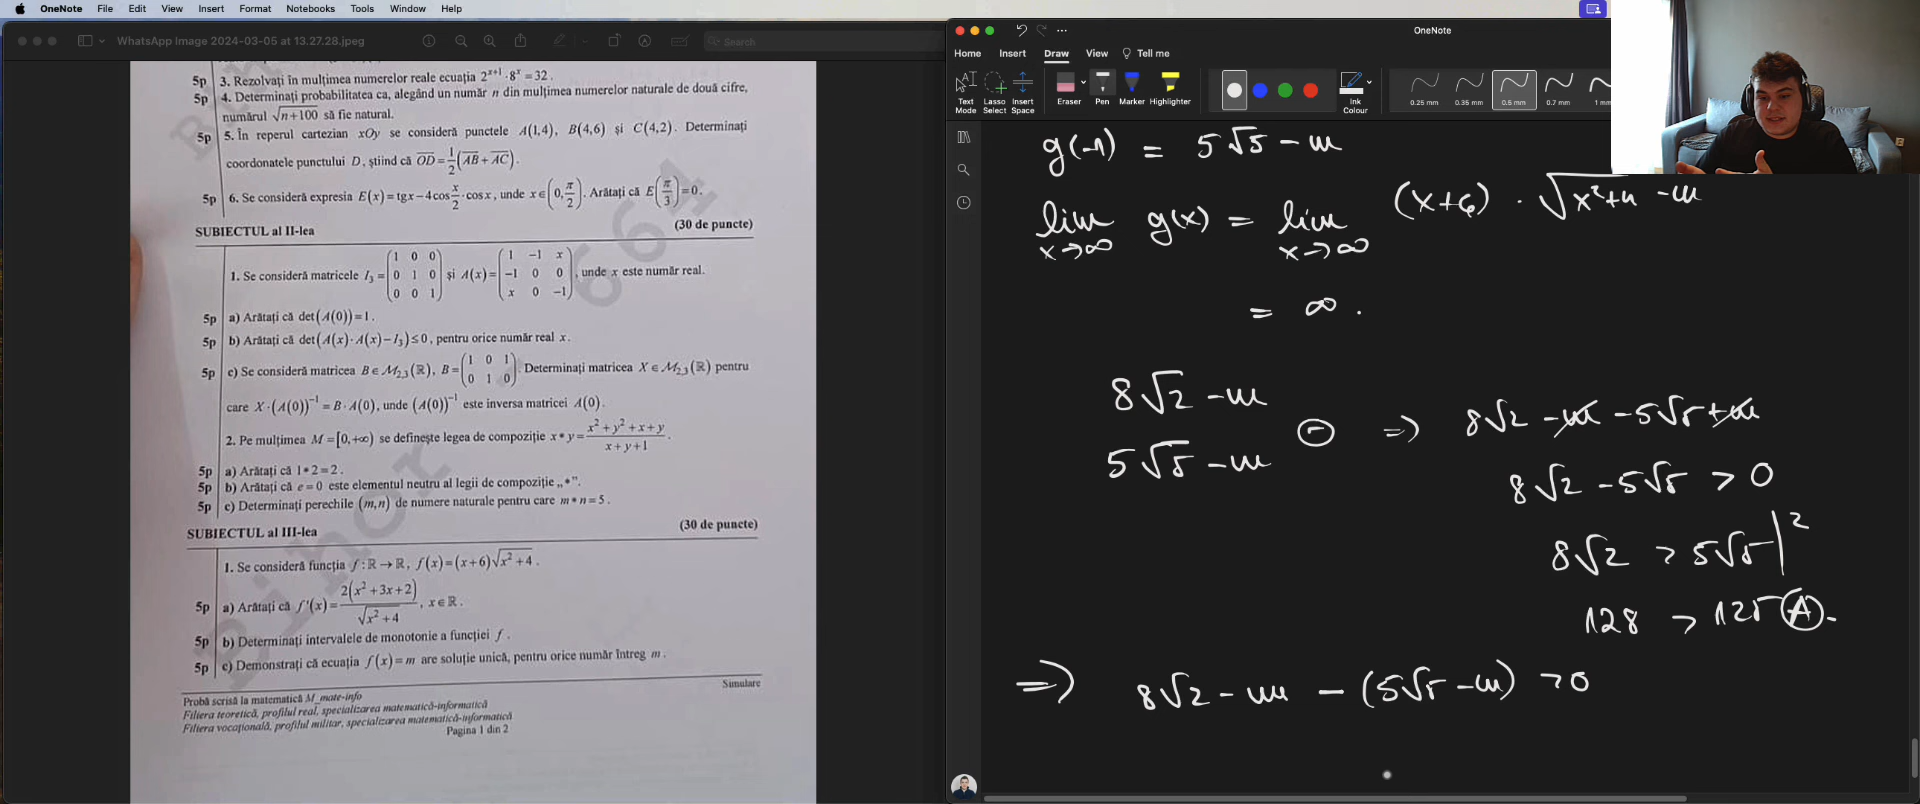 OneNote File Edit View Insert Format Notebooks Tools Window Help
WhatsApp Image 2024-03-05 at 13.27.28.jpeg
Search
5p 3. Rezolvați în mulțimea numerelor reale ecuația 2^{x+1} · 8^x = 32.
5p 4. Determinați probabilitatea ca, alegând un număr n din mulțimea numerelor naturale de două cifre,
numărul √(n+100) să fie natural.
5p 5. În reperul cartezian xOy se consideră punctele A(1,4), B(4,6) și C(4,2). Determinați
coordonatele punctului D, știind că OD = 1/2 (AB + AC).
5p 6. Se consideră expresia E(x) = tgx − 4cos x/2 · cos x, unde x ∈ (0, π/2). Arătați că E(π/3) = 0.
SUBIECTUL al II-lea (30 de puncte)
1. Se consideră matricele I₃ = (1 0 0; 0 1 0; 0 0 1) și A(x) = (1 −1 x; −1 0 0; x 0 −1), unde x este număr real.
5p a) Arătați că det(A(0)) = 1.
5p b) Arătați că det(A(x) · A(x) − I₃) ≤ 0, pentru orice număr real x.
5p c) Se consideră matricea B ∈ M₂,₃(ℝ), B = (1 0 1; 0 1 0). Determinați matricea X ∈ M₂,₃(ℝ) pentru
care X · (A(0))⁻¹ = B · A(0), unde (A(0))⁻¹ este inversa matricei A(0).
2. Pe mulțimea M = [0,+∞) se definește legea de compoziție x * y = (x² + y² + x + y)/(x + y + 1).
5p a) Arătați că 1 * 2 = 2.
5p b) Arătați că e = 0 este elementul neutru al legii de compoziție „*”.
5p c) Determinați perechile (m,n) de numere naturale pentru care m * n = 5.
SUBIECTUL al III-lea (30 de puncte)
1. Se consideră funcția f : ℝ → ℝ, f(x) = (x+6)√(x² + 4).
5p a) Arătați că f'(x) = 2(x² + 3x + 2)/√(x² + 4), x ∈ ℝ.
5p b) Determinați intervalele de monotonie a funcției f.
5p c) Demonstrați că ecuația f(x) = m are soluție unică, pentru orice număr întreg m.
Simulare
Probă scrisă la matematică M_mate-info
Filiera teoretică, profilul real, specializarea matematică-informatică
Filiera vocațională, profilul militar, specializarea matematică-informatică
Pagina 1 din 2
Bihor
664
OneNote
Home Insert Draw View Tell me
Text Mode Lasso Select Insert Space Eraser Pen Marker Highlighter Ink Colour 0.25 mm 0.35 mm 0.5 mm 0.7 mm 1 mm
g(-1) = 5√5 - m
lim x→∞ g(x) = lim x→∞ (x+6) · √(x²+4) - m
= ∞.
8√2 - m
5√5 - m ⊖ => 8√2 - m - 5√5 + m
8√2 - 5√5 > 0
8√2 > 5√5 |²
128 > 125 (A).
=> 8√2 - m - (5√5 - m) > 0